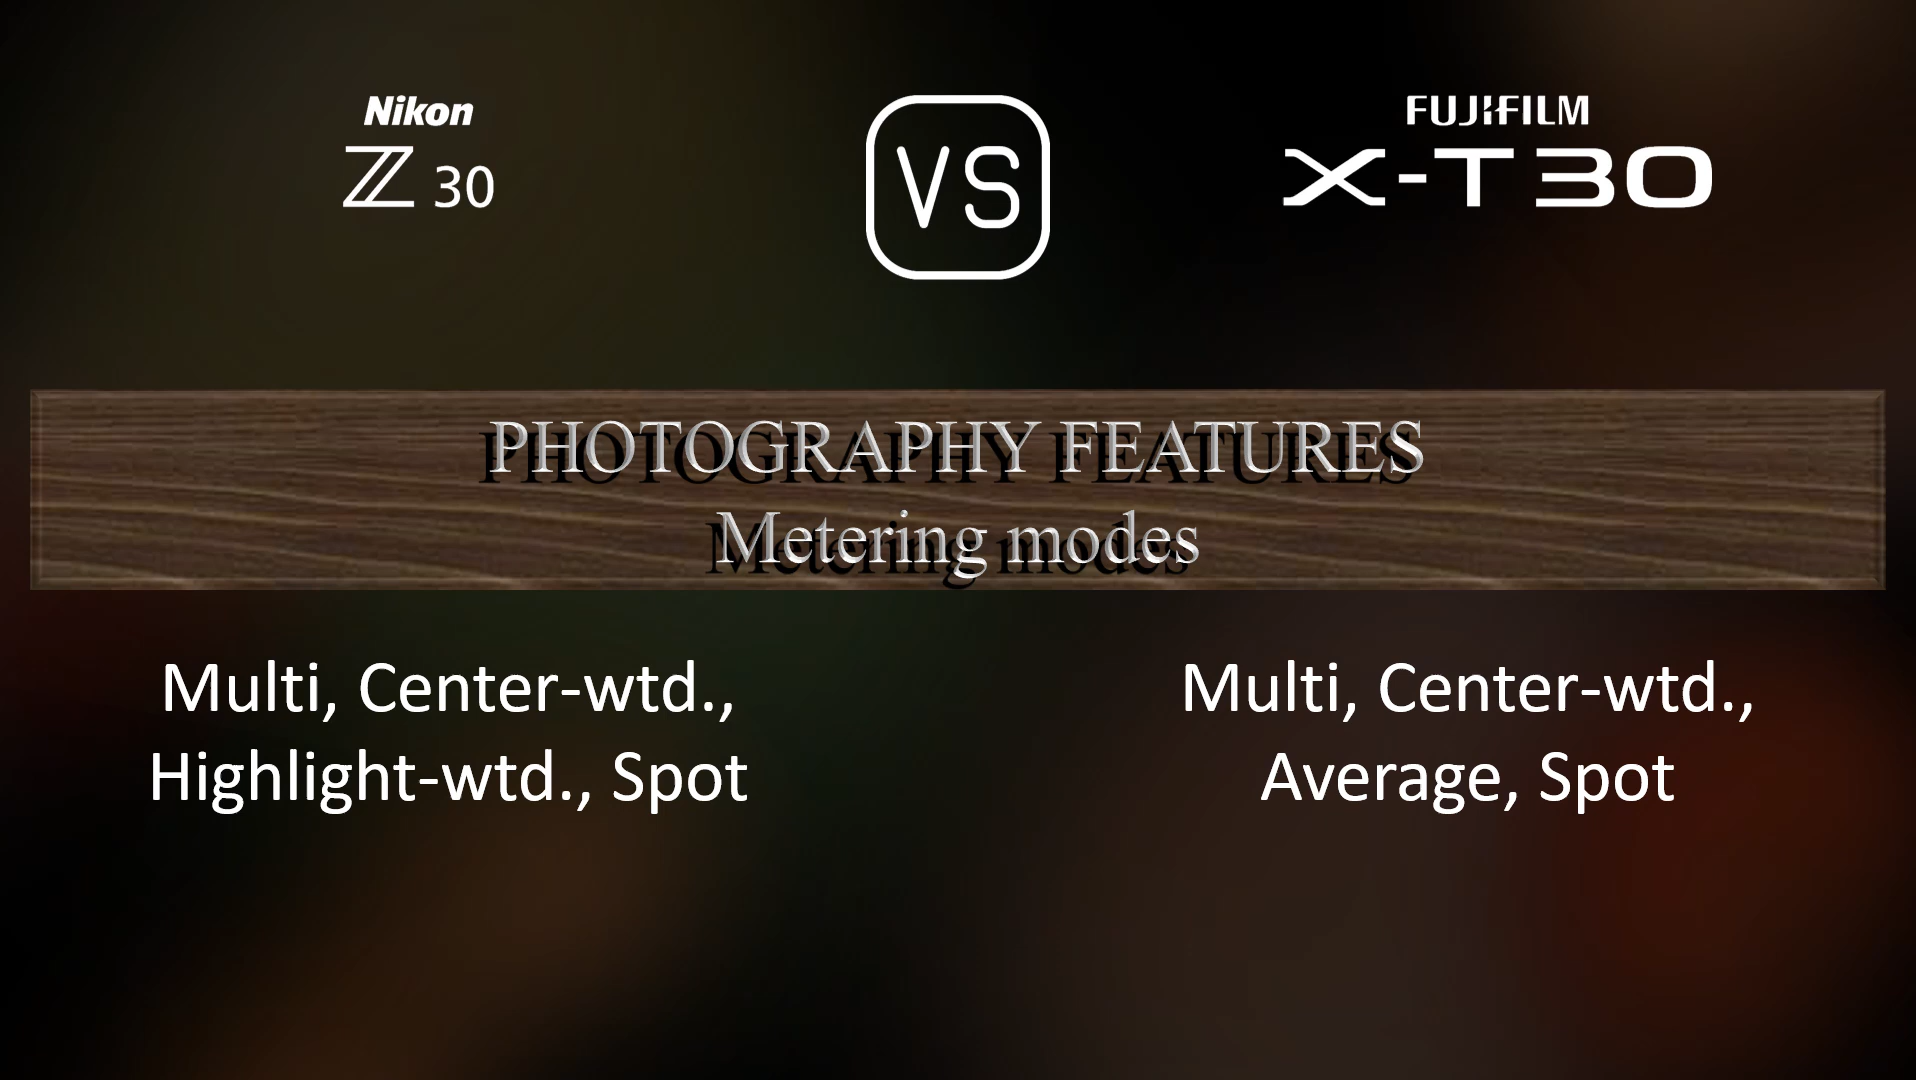 Nikon
Z 30
VS
FUJIFILM
X-T30
PHOTOGRAPHY FEATURES
Metering modes
Multi, Center-wtd.,
Highlight-wtd., Spot
Multi, Center-wtd.,
Average, Spot